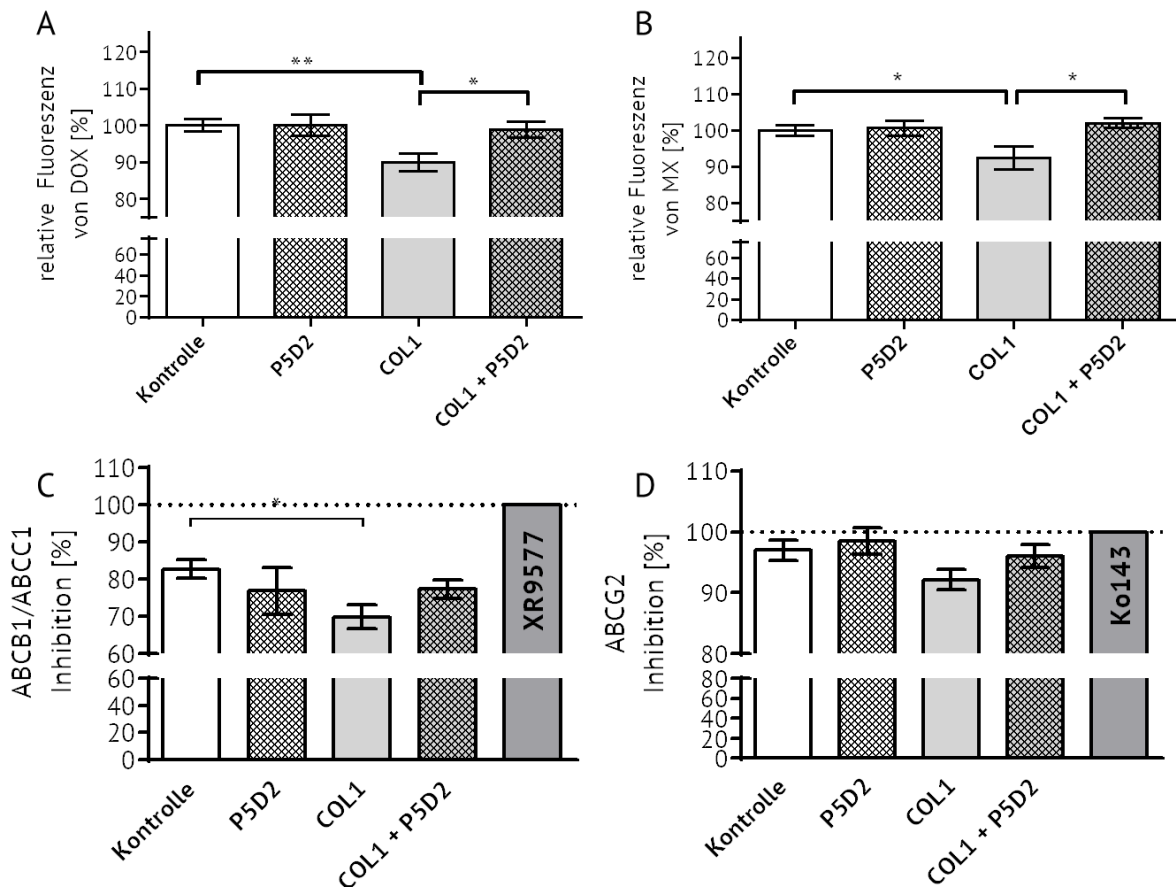 A
relative Fluoreszenz
von DOX [%]
120
110
100
90
80
60
40
20
0
**
*
Kontrolle
P5D2
COL1
COL1 + P5D2
B
relative Fluoreszenz
von MX [%]
120
110
100
90
80
60
40
20
0
*
*
Kontrolle
P5D2
COL1
COL1 + P5D2
C
ABCB1/ABCC1
Inhibition [%]
110
100
90
80
70
60
60
40
20
0
*
XR9577
Kontrolle
P5D2
COL1
COL1 + P5D2
D
ABCG2
Inhibition [%]
110
100
90
80
80
60
40
20
0
Ko143
Kontrolle
P5D2
COL1
COL1 + P5D2